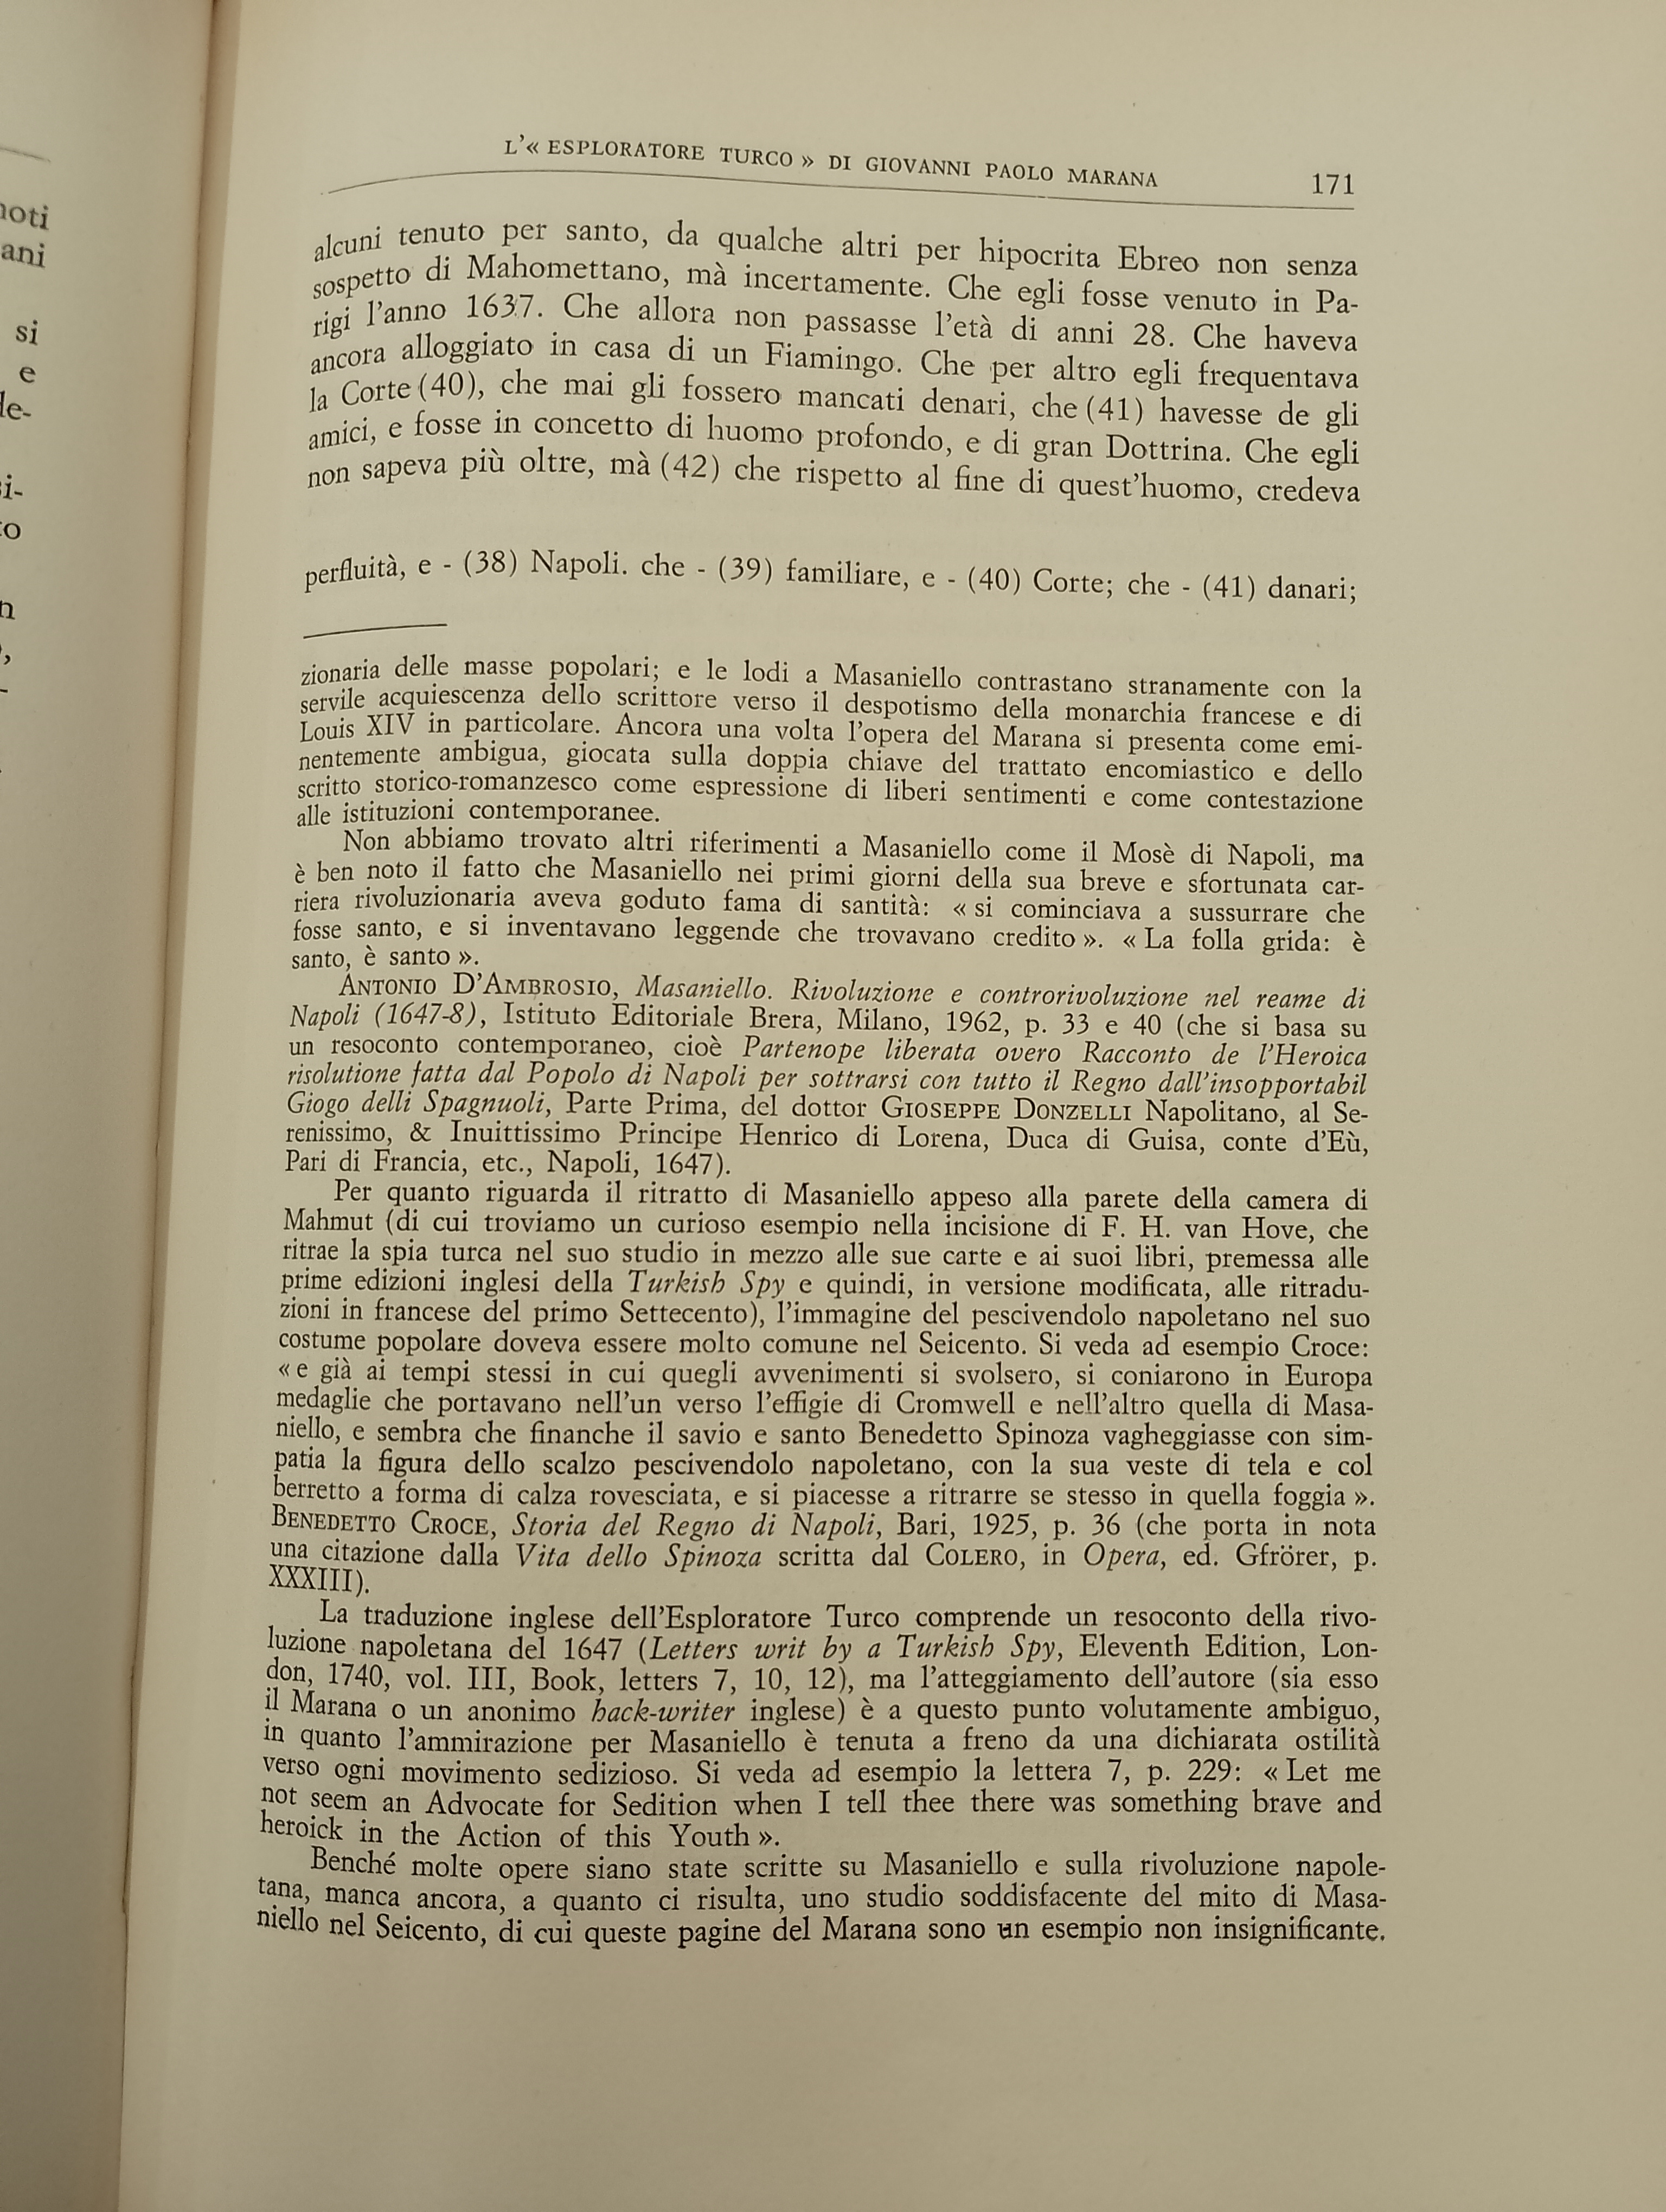 noti
ani
si
e
le-
si-
to
n
L'« ESPLORATORE TURCO » DI GIOVANNI PAOLO MARANA 171
alcuni tenuto per santo, da qualche altri per hipocrita Ebreo non senza
sospetto di Mahomettano, mà incertamente. Che egli fosse venuto in Pa-
rigi l'anno 1637. Che allora non passasse l'età di anni 28. Che haveva
ancora alloggiato in casa di un Fiamingo. Che per altro egli frequentava
la Corte (40), che mai gli fossero mancati denari, che (41) havesse de gli
amici, e fosse in concetto di huomo profondo, e di gran Dottrina. Che egli
non sapeva più oltre, mà (42) che rispetto al fine di quest'huomo, credeva
perfluità, e - (38) Napoli. che - (39) familiare, e - (40) Corte; che - (41) danari;
zionaria delle masse popolari; e le lodi a Masaniello contrastano stranamente con la
servile acquiescenza dello scrittore verso il despotismo della monarchia francese e di
Louis XIV in particolare. Ancora una volta l'opera del Marana si presenta come emi-
nentemente ambigua, giocata sulla doppia chiave del trattato encomiastico e dello
scritto storico-romanzesco come espressione di liberi sentimenti e come contestazione
alle istituzioni contemporanee.
Non abbiamo trovato altri riferimenti a Masaniello come il Mosè di Napoli, ma
è ben noto il fatto che Masaniello nei primi giorni della sua breve e sfortunata car-
riera rivoluzionaria aveva goduto fama di santità: « si cominciava a sussurrare che
fosse santo, e si inventavano leggende che trovavano credito ». « La folla grida: è
santo, è santo ».
ANTONIO D'AMBROSIO, Masaniello. Rivoluzione e controrivoluzione nel reame di
Napoli (1647-8), Istituto Editoriale Brera, Milano, 1962, p. 33 e 40 (che si basa su
un resoconto contemporaneo, cioè Partenope liberata overo Racconto de l'Heroica
risolutione fatta dal Popolo di Napoli per sottrarsi con tutto il Regno dall'insopportabil
Giogo delli Spagnuoli, Parte Prima, del dottor GIOSEPPE DONZELLI Napolitano, al Se-
renissimo, & Inuittissimo Principe Henrico di Lorena, Duca di Guisa, conte d'Eù,
Pari di Francia, etc., Napoli, 1647).
Per quanto riguarda il ritratto di Masaniello appeso alla parete della camera di
Mahmut (di cui troviamo un curioso esempio nella incisione di F. H. van Hove, che
ritrae la spia turca nel suo studio in mezzo alle sue carte e ai suoi libri, premessa alle
prime edizioni inglesi della Turkish Spy e quindi, in versione modificata, alle ritradu-
zioni in francese del primo Settecento), l'immagine del pescivendolo napoletano nel suo
costume popolare doveva essere molto comune nel Seicento. Si veda ad esempio Croce:
« e già ai tempi stessi in cui quegli avvenimenti si svolsero, si coniarono in Europa
medaglie che portavano nell'un verso l'effigie di Cromwell e nell'altro quella di Masa-
niello, e sembra che finanche il savio e santo Benedetto Spinoza vagheggiasse con sim-
patia la figura dello scalzo pescivendolo napoletano, con la sua veste di tela e col
berretto a forma di calza rovesciata, e si piacesse a ritrarre se stesso in quella foggia ».
BENEDETTO CROCE, Storia del Regno di Napoli, Bari, 1925, p. 36 (che porta in nota
una citazione dalla Vita dello Spinoza scritta dal COLERO, in Opera, ed. Gfrörer, p.
XXXIII).
La traduzione inglese dell'Esploratore Turco comprende un resoconto della rivo-
luzione napoletana del 1647 (Letters writ by a Turkish Spy, Eleventh Edition, Lon-
don, 1740, vol. III, Book, letters 7, 10, 12), ma l'atteggiamento dell'autore (sia esso
il Marana o un anonimo hack-writer inglese) è a questo punto volutamente ambiguo,
in quanto l'ammirazione per Masaniello è tenuta a freno da una dichiarata ostilità
verso ogni movimento sedizioso. Si veda ad esempio la lettera 7, p. 229: « Let me
not seem an Advocate for Sedition when I tell thee there was something brave and
heroick in the Action of this Youth ».
Benché molte opere siano state scritte su Masaniello e sulla rivoluzione napole-
tana, manca ancora, a quanto ci risulta, uno studio soddisfacente del mito di Masa-
niello nel Seicento, di cui queste pagine del Marana sono un esempio non insignificante.